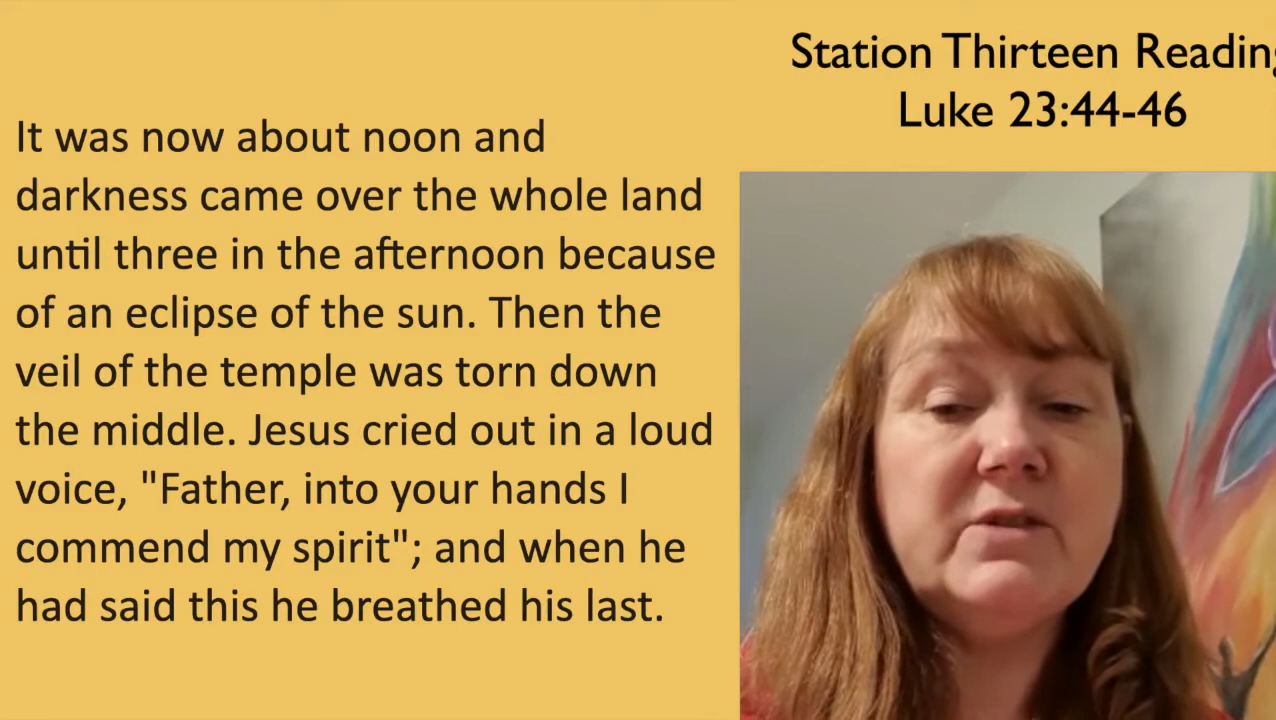 Station Thirteen Reading
Luke 23:44-46
It was now about noon and
darkness came over the whole land
until three in the afternoon because
of an eclipse of the sun. Then the
veil of the temple was torn down
the middle. Jesus cried out in a loud
voice, "Father, into your hands I
commend my spirit"; and when he
had said this he breathed his last.